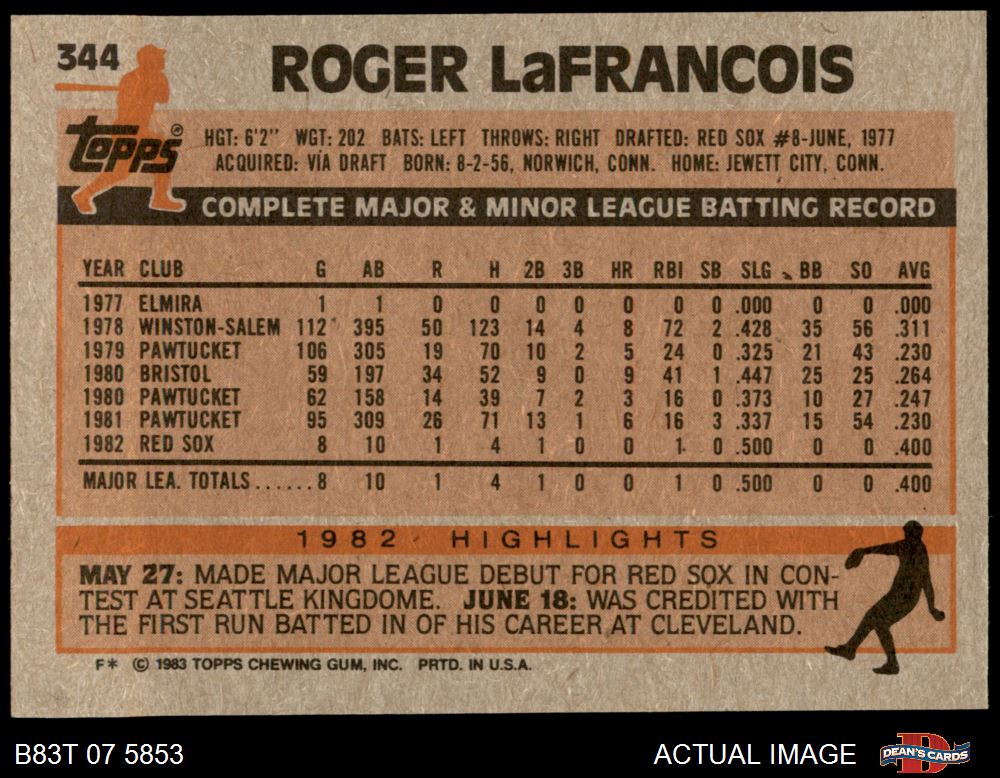 344
ROGER LaFRANCOIS
topps®
HGT: 6'2" WGT: 202 BATS: LEFT THROWS: RIGHT DRAFTED: RED SOX #8-JUNE, 1977
ACQUIRED: VIA DRAFT BORN: 8-2-56, NORWICH, CONN. HOME: JEWETT CITY, CONN.
COMPLETE MAJOR & MINOR LEAGUE BATTING RECORD
YEAR CLUB G AB R H 2B 3B HR RBI SB SLG BB SO AVG
1977 ELMIRA 1 1 0 0 0 0 0 0 0 .000 0 0 .000
1978 WINSTON-SALEM 112 395 50 123 14 4 8 72 2 .428 35 56 .311
1979 PAWTUCKET 106 305 19 70 10 2 5 24 0 .325 21 43 .230
1980 BRISTOL 59 197 34 52 9 0 9 41 1 .447 25 25 .264
1980 PAWTUCKET 62 158 14 39 7 2 3 16 0 .373 10 27 .247
1981 PAWTUCKET 95 309 26 71 13 1 6 16 3 .337 15 54 .230
1982 RED SOX 8 10 1 4 1 0 0 1 0 .500 0 0 .400
MAJOR LEA. TOTALS......8 10 1 4 1 0 0 1 0 .500 0 0 .400
1982 HIGHLIGHTS
MAY 27: MADE MAJOR LEAGUE DEBUT FOR RED SOX IN CON-
TEST AT SEATTLE KINGDOME. JUNE 18: WAS CREDITED WITH
THE FIRST RUN BATTED IN OF HIS CAREER AT CLEVELAND.
F* © 1983 TOPPS CHEWING GUM, INC. PRTD. IN U.S.A.
B83T 07 5853
ACTUAL IMAGE
DEAN'S CARDS